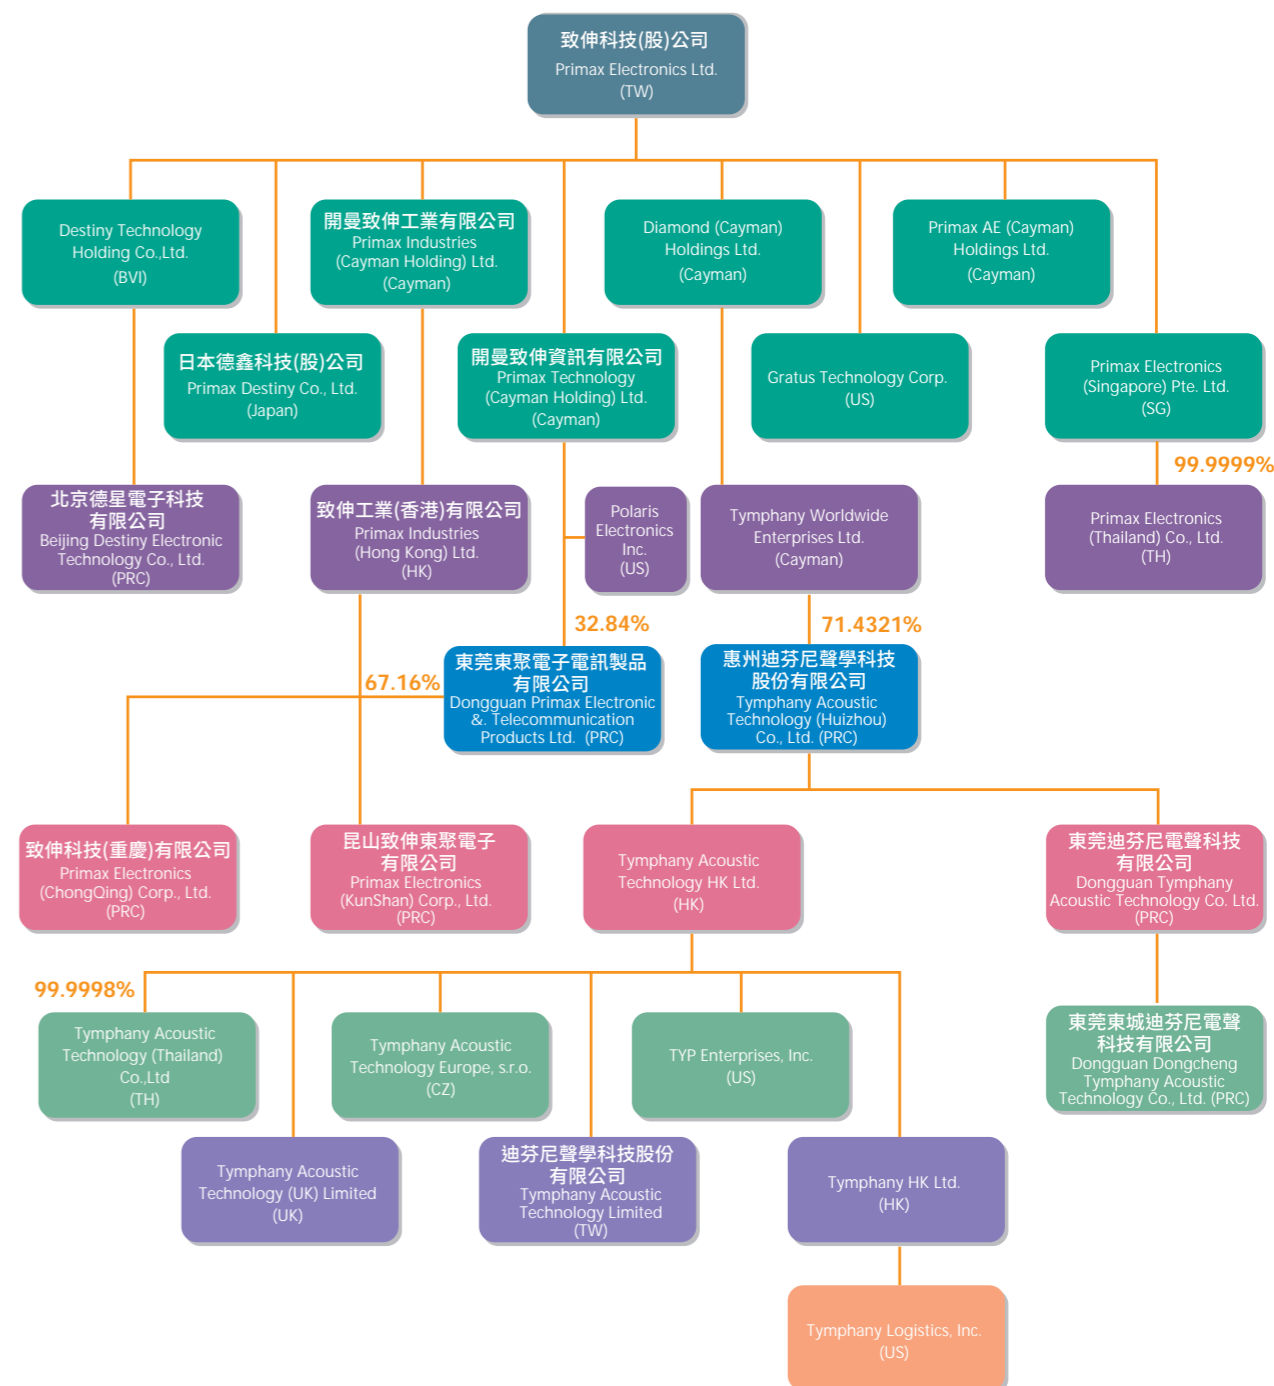 致伸科技(股)公司
Primax Electronics Ltd.
(TW)
Destiny Technology
Holding Co.,Ltd.
(BVI)
開曼致伸工業有限公司
Primax Industries
(Cayman Holding) Ltd.
(Cayman)
Diamond (Cayman)
Holdings Ltd.
(Cayman)
Primax AE (Cayman)
Holdings Ltd.
(Cayman)
日本德鑫科技(股)公司
Primax Destiny Co., Ltd.
(Japan)
開曼致伸資訊有限公司
Primax Technology
(Cayman Holding) Ltd.
(Cayman)
Gratus Technology Corp.
(US)
Primax Electronics
(Singapore) Pte. Ltd.
(SG)
99.9999%
北京德星電子科技
有限公司
Beijing Destiny Electronic
Technology Co., Ltd.
(PRC)
致伸工業(香港)有限公司
Primax Industries
(Hong Kong) Ltd.
(HK)
Polaris
Electronics
Inc.
(US)
Tymphany Worldwide
Enterprises Ltd.
(Cayman)
Primax Electronics
(Thailand) Co., Ltd.
(TH)
32.84%
71.4321%
67.16%
東莞東聚電子電訊製品
有限公司
Dongguan Primax Electronic
&. Telecommunication
Products Ltd. (PRC)
惠州迪芬尼聲學科技
股份有限公司
Tymphany Acoustic
Technology (Huizhou)
Co., Ltd. (PRC)
致伸科技(重慶)有限公司
Primax Electronics
(ChongQing) Corp., Ltd.
(PRC)
昆山致伸東聚電子
有限公司
Primax Electronics
(KunShan) Corp., Ltd.
(PRC)
Tymphany Acoustic
Technology HK Ltd.
(HK)
東莞迪芬尼電聲科技
有限公司
Dongguan Tymphany
Acoustic Technology Co. Ltd.
(PRC)
99.9998%
Tymphany Acoustic
Technology (Thailand)
Co.,Ltd
(TH)
Tymphany Acoustic
Technology Europe, s.r.o.
(CZ)
TYP Enterprises, Inc.
(US)
東莞東城迪芬尼電聲
科技有限公司
Dongguan Dongcheng
Tymphany Acoustic
Technology Co., Ltd. (PRC)
Tymphany Acoustic
Technology (UK) Limited
(UK)
迪芬尼聲學科技股份
有限公司
Tymphany Acoustic
Technology Limited
(TW)
Tymphany HK Ltd.
(HK)
Tymphany Logistics, Inc.
(US)